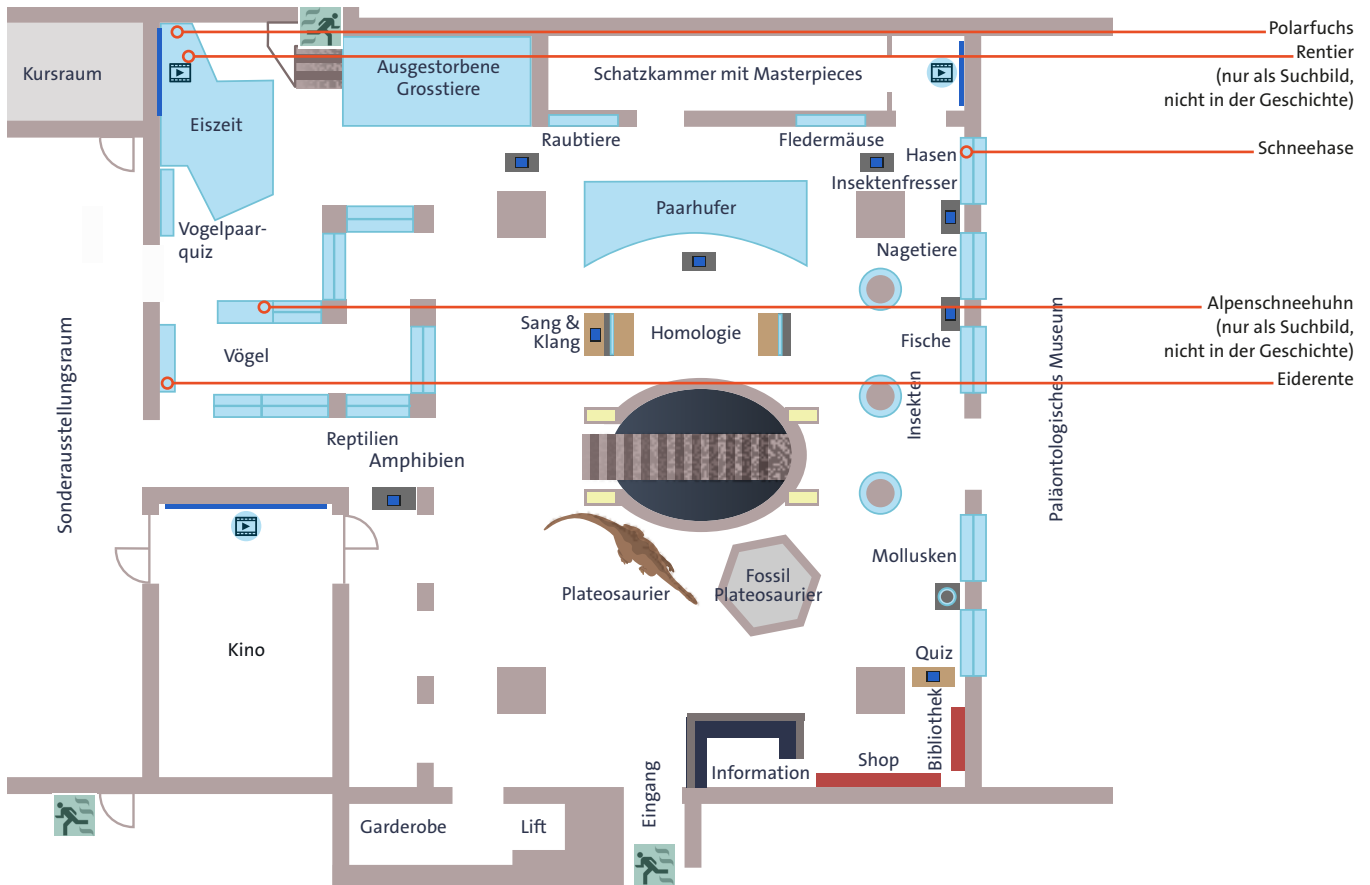 Polarfuchs
Rentier
(nur als Suchbild,
nicht in der Geschichte)
Schneehase
Alpenschneehuhn
(nur als Suchbild,
nicht in der Geschichte)
Eiderente
Kursraum
Eiszeit
Ausgestorbene
Grosstiere
Schatzkammer mit Masterpieces
Raubtiere
Fledermäuse
Hasen
Insektenfresser
Paarhufer
Vogelpaar-
quiz
Nagetiere
Sang &
Klang
Homologie
Fische
Vögel
Insekten
Sonderausstellungsraum
Paläontologisches Museum
Reptilien
Amphibien
Plateosaurier
Fossil
Plateosaurier
Mollusken
Kino
Quiz
Bibliothek
Information
Shop
Eingang
Garderobe
Lift